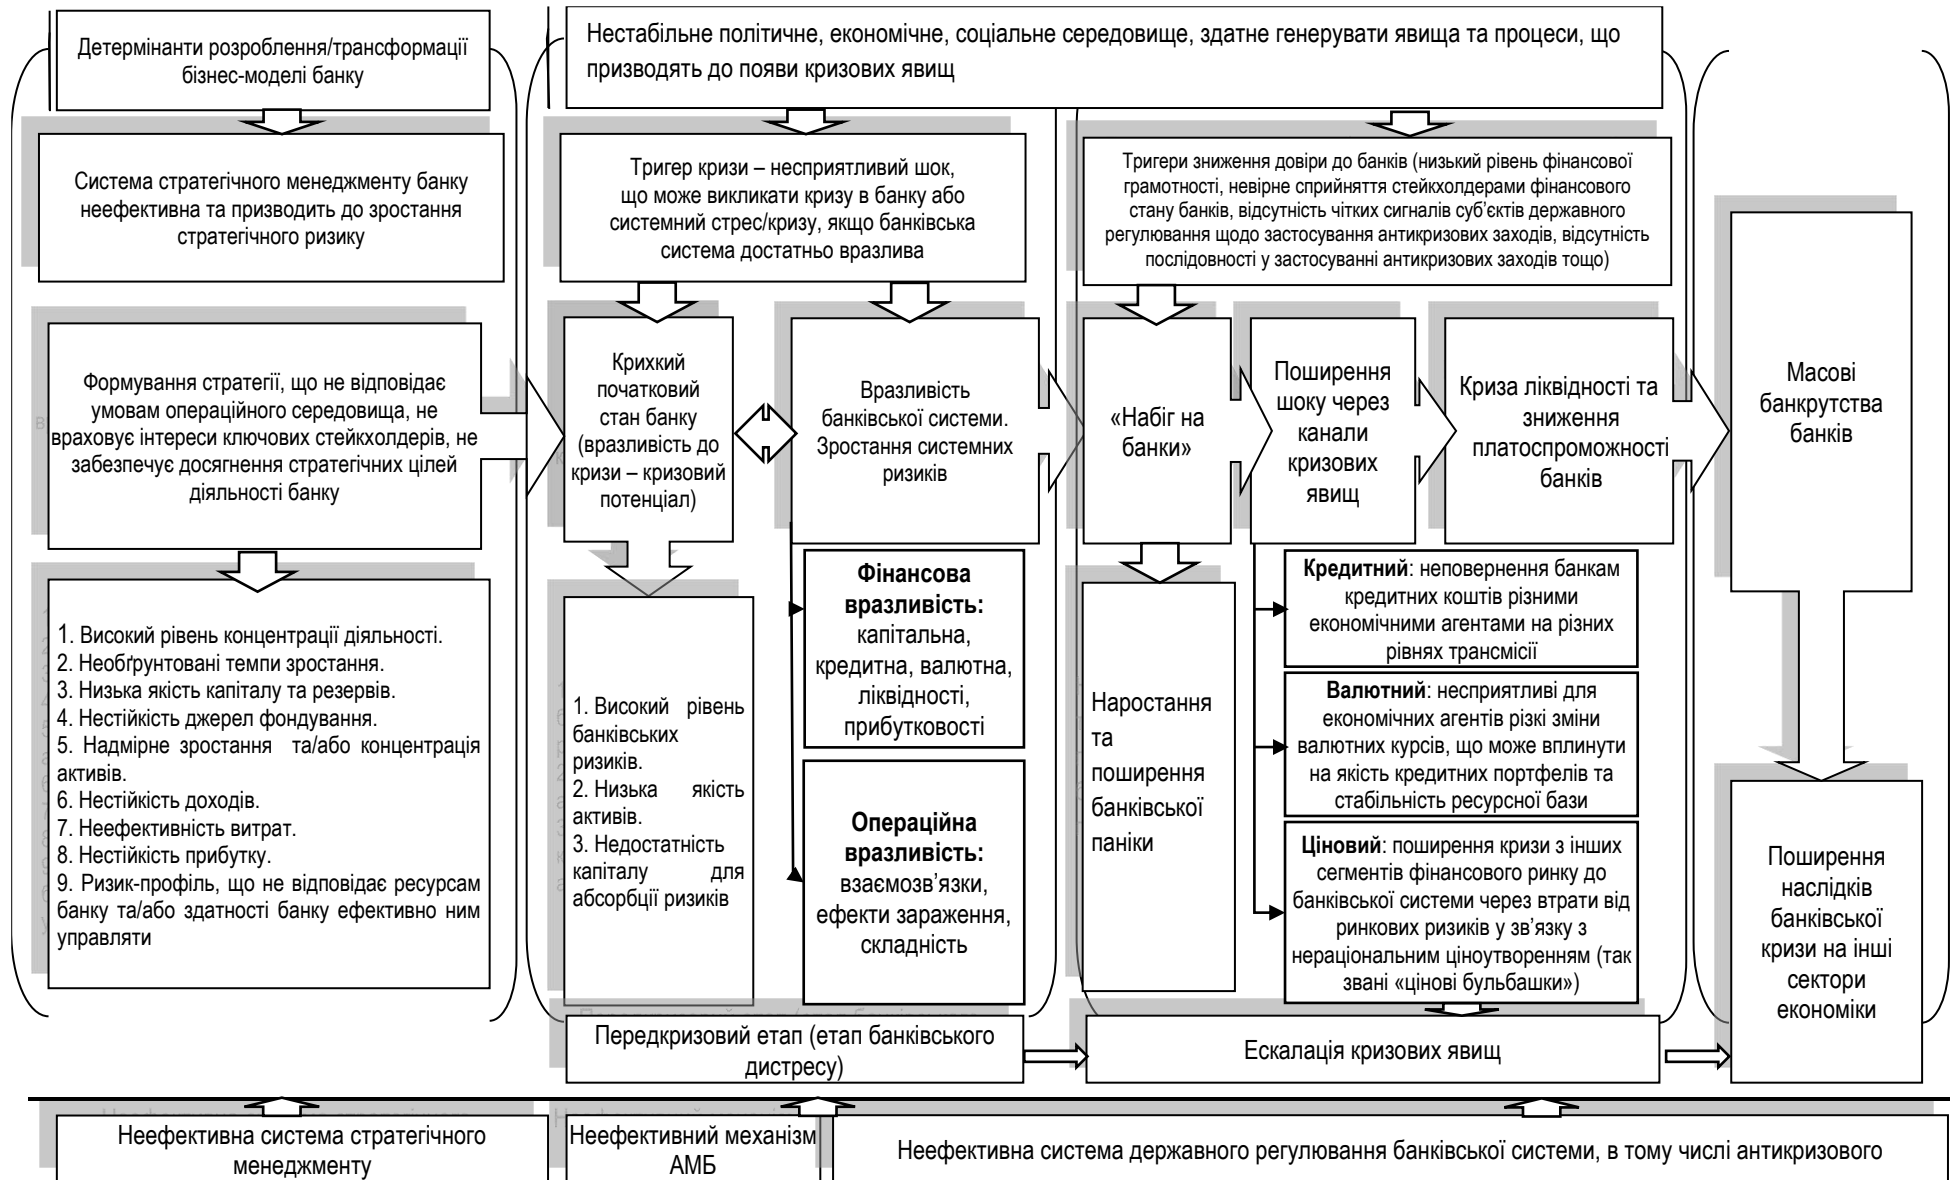 Детермінанти розроблення/трансформації
бізнес-моделі банку
Нестабільне політичне, економічне, соціальне середовище, здатне генерувати явища та процеси, що
призводять до появи кризових явищ
Система стратегічного менеджменту банку
неефективна та призводить до зростання
стратегічного ризику
Тригер кризи – несприятливий шок,
що може викликати кризу в банку або
системний стрес/кризу, якщо банківська
система достатньо вразлива
Тригери зниження довіри до банків (низький рівень фінансової
грамотності, невірне сприйняття стейкхолдерами фінансового
стану банків, відсутність чітких сигналів суб’єктів державного
регулювання щодо застосування антикризових заходів, відсутність
послідовності у застосуванні антикризових заходів тощо)
Формування стратегії, що не відповідає
умовам операційного середовища, не
враховує інтереси ключових стейкхолдерів, не
забезпечує досягнення стратегічних цілей
діяльності банку
Крихкий
початковий
стан банку
(вразливість до
кризи – кризовий
потенціал)
Вразливість
банківської системи.
Зростання системних
ризиків
«Набіг на
банки»
Поширення
шоку через
канали
кризових
явищ
Криза ліквідності та
зниження
платоспроможності
банків
Масові
банкрутства
банків
1. Високий рівень концентрації діяльності.
2. Необґрунтовані темпи зростання.
3. Низька якість капіталу та резервів.
4. Нестійкість джерел фондування.
5. Надмірне зростання та/або концентрація
активів.
6. Нестійкість доходів.
7. Неефективність витрат.
8. Нестійкість прибутку.
9. Ризик-профіль, що не відповідає ресурсам
банку та/або здатності банку ефективно ним
управляти
1. Високий рівень
банківських
ризиків.
2. Низька якість
активів.
3. Недостатність
капіталу для
абсорбції ризиків
Фінансова
вразливість:
капітальна,
кредитна, валютна,
ліквідності,
прибутковості
Операційна
вразливість:
взаємозв’язки,
ефекти зараження,
складність
Наростання
та
поширення
банківської
паніки
Кредитний: неповернення банкам
кредитних коштів різними
економічними агентами на різних
рівнях трансмісії
Валютний: несприятливі для
економічних агентів різкі зміни
валютних курсів, що може вплинути
на якість кредитних портфелів та
стабільність ресурсної бази
Ціновий: поширення кризи з інших
сегментів фінансового ринку до
банківської системи через втрати від
ринкових ризиків у зв’язку з
нераціональним ціноутворенням (так
звані «цінові бульбашки»)
Поширення
наслідків
банківської
кризи на інші
сектори
економіки
Передкризовий етап (етап банківського
дистресу)
Ескалація кризових явищ
Неефективна система стратегічного
менеджменту
Неефективний механізм
АМБ
Неефективна система державного регулювання банківської системи, в тому числі антикризового